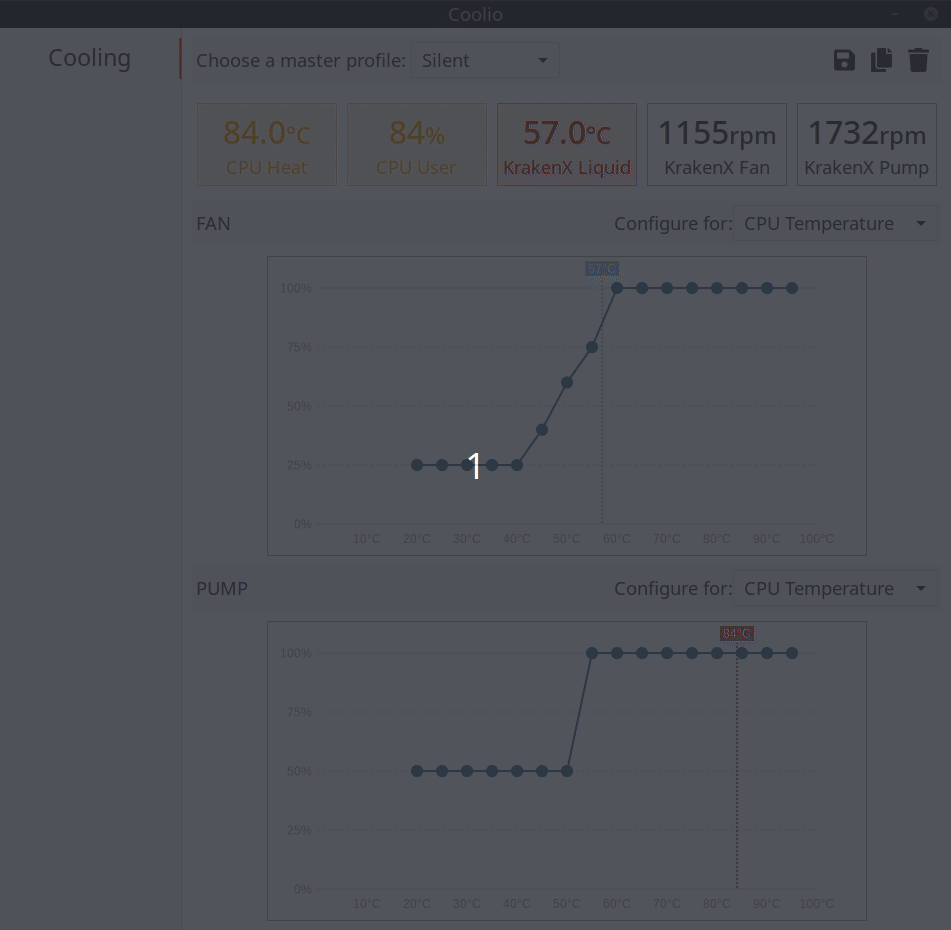 Coolio
Cooling
Choose a master profile: Silent
84.0°C
CPU Heat
84%
CPU User
57.0°C
KrakenX Liquid
1155rpm
KrakenX Fan
1732rpm
KrakenX Pump
FAN
Configure for: CPU Temperature
57°C
100%
75%
50%
25%
0%
1
10°C 20°C 30°C 40°C 50°C 60°C 70°C 80°C 90°C 100°C
PUMP
Configure for: CPU Temperature
84°C
100%
75%
50%
25%
0%
10°C 20°C 30°C 40°C 50°C 60°C 70°C 80°C 90°C 100°C